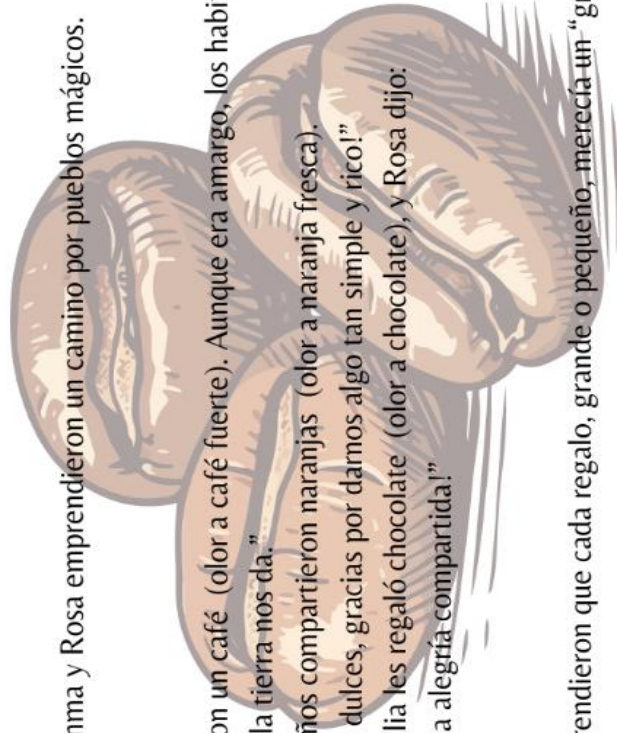 mma y Rosa emprendieron un camino por pueblos mágicos.
on un café (olor a café fuerte). Aunque era amargo, los habi
la tierra nos da.”
ños compartieron naranjas (olor a naranja fresca).
dulces, gracias por darnos algo tan simple y rico!”
lia les regaló chocolate (olor a chocolate), y Rosa dijo:
a alegría compartida!”
rendieron que cada regalo, grande o pequeño, merecía un “gr